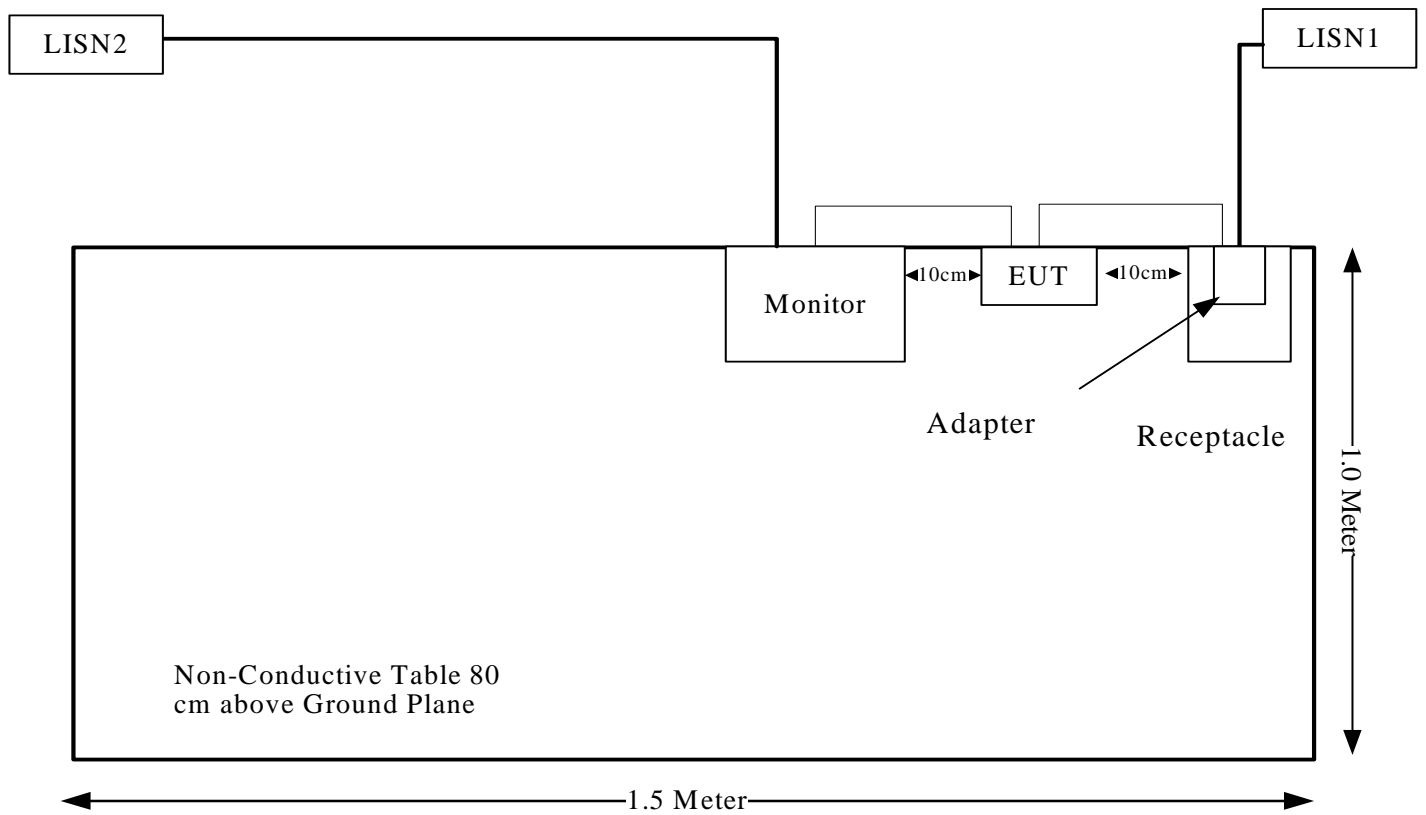 LISN2
LISN1
10cm
EUT
10cm
Monitor
Adapter
Receptacle
1.0 Meter
Non-Conductive Table 80
cm above Ground Plane
1.5 Meter